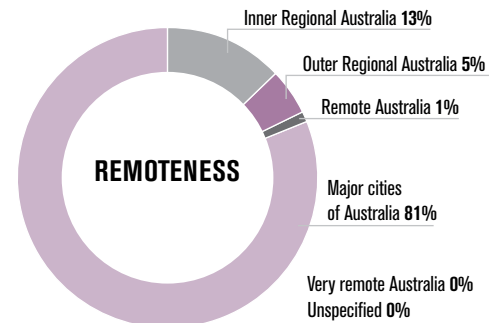 Inner Regional Australia 13%
Outer Regional Australia 5%
Remote Australia 1%
REMOTENESS
Major cities
of Australia 81%
Very remote Australia 0%
Unspecified 0%